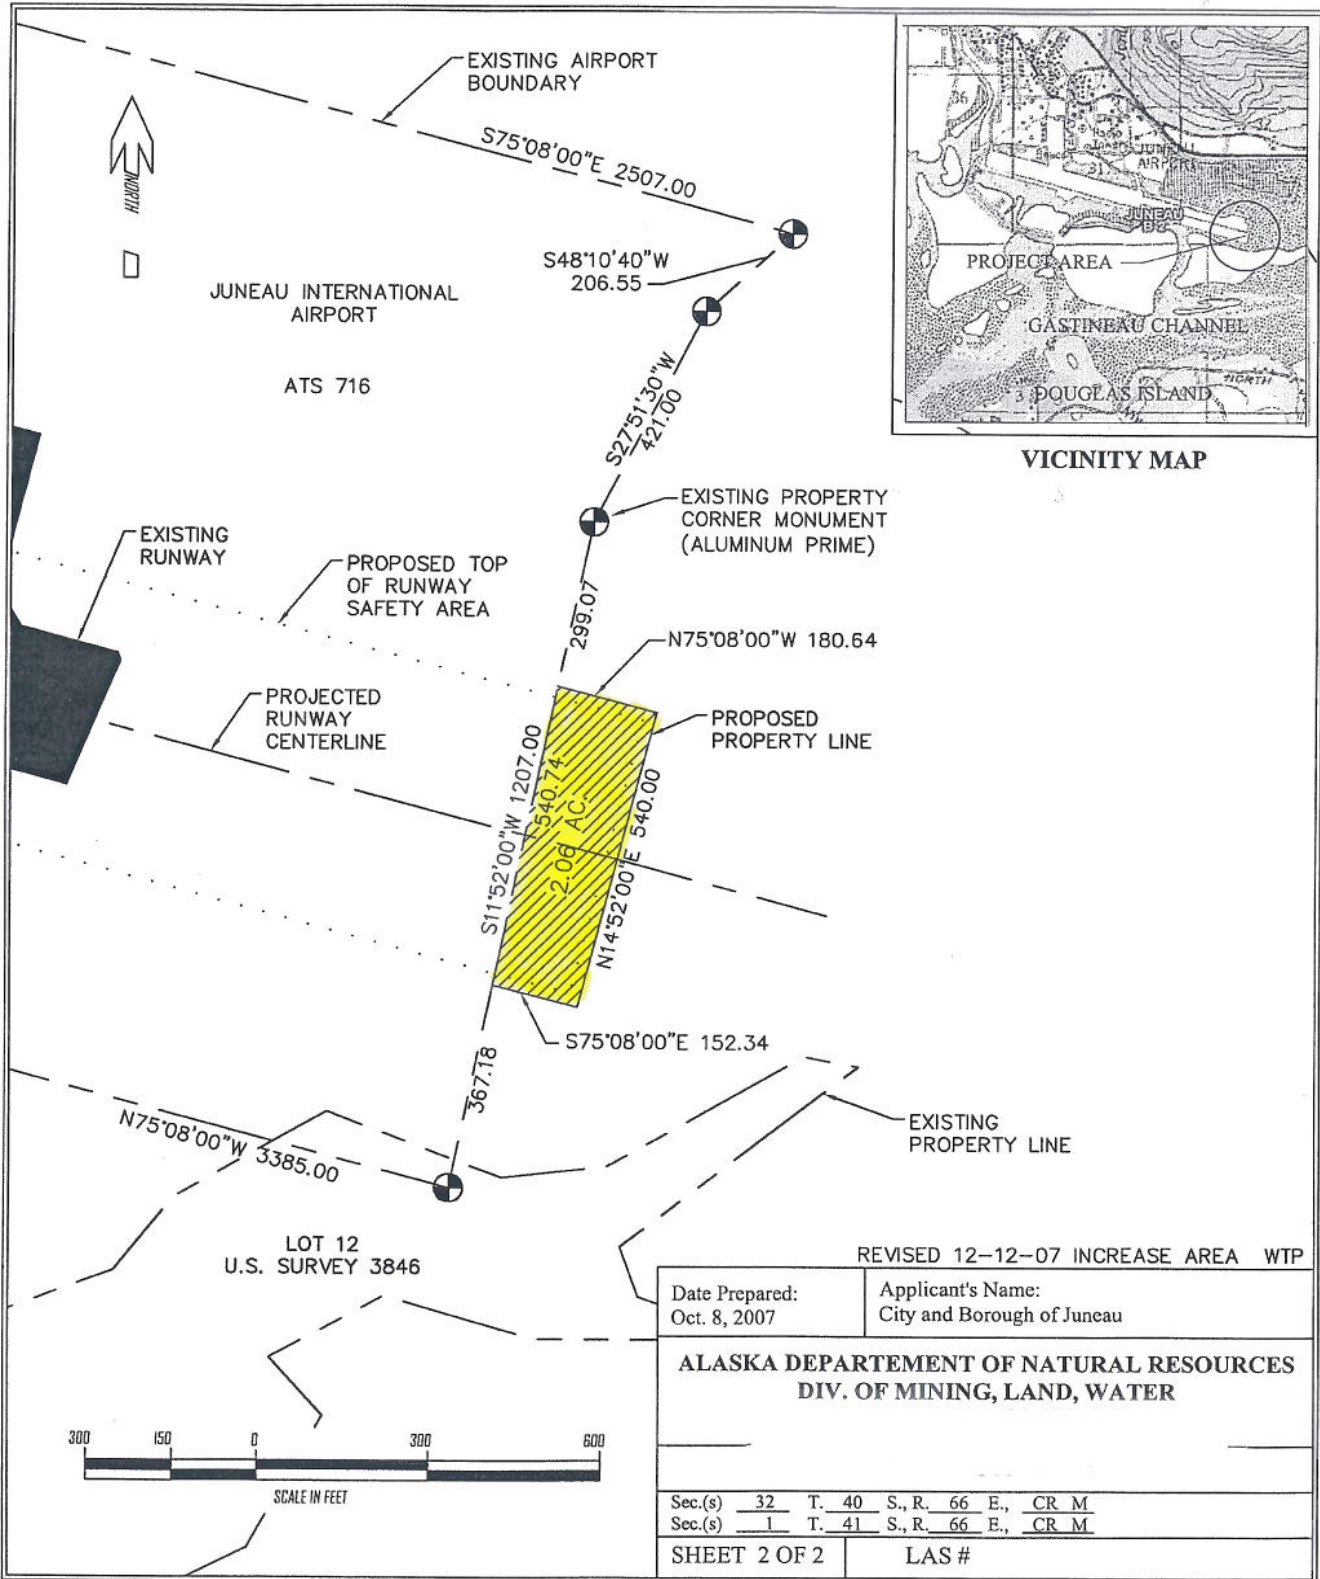 EXISTING AIRPORT
BOUNDARY
S75°08'00"E 2507.00
NORTH
S48°10'40"W
206.55
JUNEAU INTERNATIONAL
AIRPORT
ATS 716
S27°51'30"W
421.00
36
32
31
JUNEAU
AIRPORT
JUNEAU
PROJECT AREA
GASTINEAU CHANNEL
3
DOUGLAS ISLAND
NORTH
VICINITY MAP
EXISTING PROPERTY
CORNER MONUMENT
(ALUMINUM PRIME)
EXISTING
RUNWAY
PROPOSED TOP
OF RUNWAY
SAFETY AREA
299.07
N75°08'00"W 180.64
PROJECTED
RUNWAY
CENTERLINE
PROPOSED
PROPERTY LINE
S11°52'00"W 1207.00
540.74
2.06 AC.
N14°52'00"E 540.00
S75°08'00"E 152.34
367.18
N75°08'00"W 3385.00
EXISTING
PROPERTY LINE
LOT 12
U.S. SURVEY 3846
REVISED 12-12-07 INCREASE AREA WTP
Date Prepared:
Oct. 8, 2007
Applicant's Name:
City and Borough of Juneau
ALASKA DEPARTEMENT OF NATURAL RESOURCES
DIV. OF MINING, LAND, WATER
300 150 0 300 600
SCALE IN FEET
Sec.(s) 32 T. 40 S., R. 66 E., CR M
Sec.(s) 1 T. 41 S., R. 66 E., CR M
SHEET 2 OF 2
LAS #